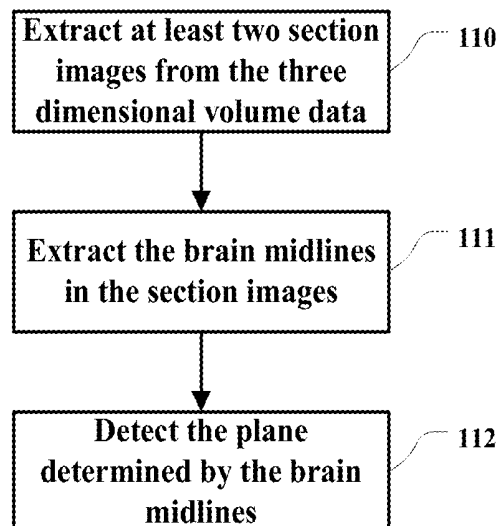 Extract at least two section
images from the three
dimensional volume data
110
Extract the brain midlines
in the section images
111
Detect the plane
determined by the brain
midlines
112